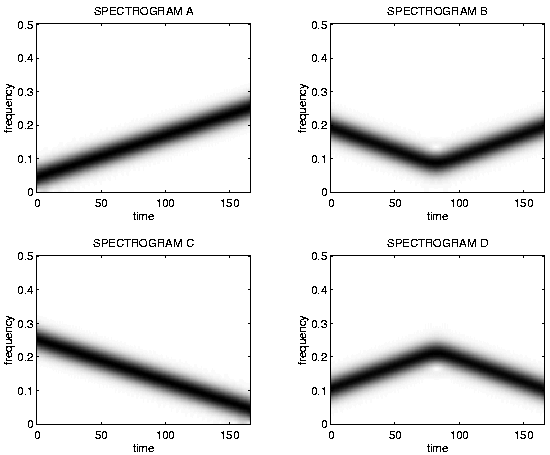 SPECTROGRAM A
0.5
0.4
0.3
0.2
0.1
0
frequency
0 50 100 150
time
SPECTROGRAM B
0.5
0.4
0.3
0.2
0.1
0
frequency
0 50 100 150
time
SPECTROGRAM C
0.5
0.4
0.3
0.2
0.1
0
frequency
0 50 100 150
time
SPECTROGRAM D
0.5
0.4
0.3
0.2
0.1
0
frequency
0 50 100 150
time